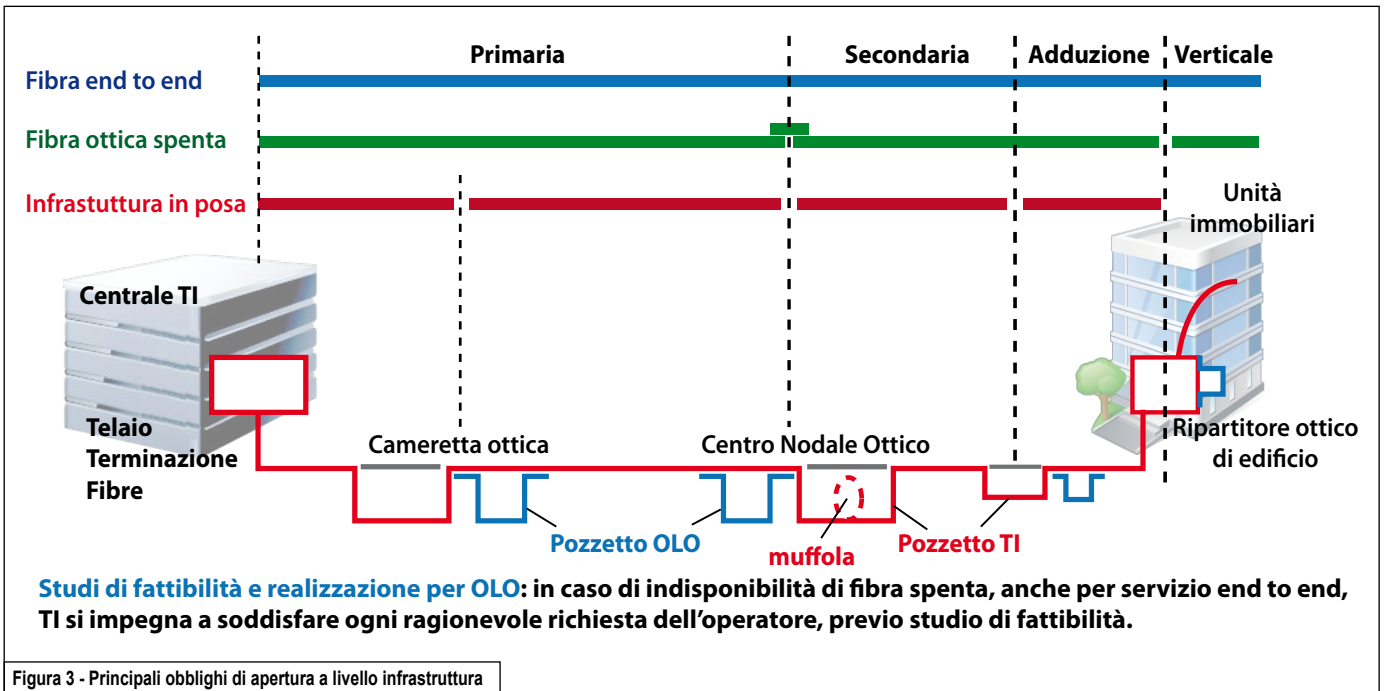 Primaria
Secondaria
Adduzione
Verticale
Fibra end to end
Fibra ottica spenta
Infrastuttura in posa
Unità
immobiliari
Centrale TI
Telaio
Terminazione
Fibre
Cameretta ottica
Centro Nodale Ottico
Ripartitore ottico
di edificio
Pozzetto OLO
muffola
Pozzetto TI
Studi di fattibilità e realizzazione per OLO: in caso di indisponibilità di fibra spenta, anche per servizio end to end,
TI si impegna a soddisfare ogni ragionevole richiesta dell'operatore, previo studio di fattibilità.
Figura 3 - Principali obblighi di apertura a livello infrastruttura